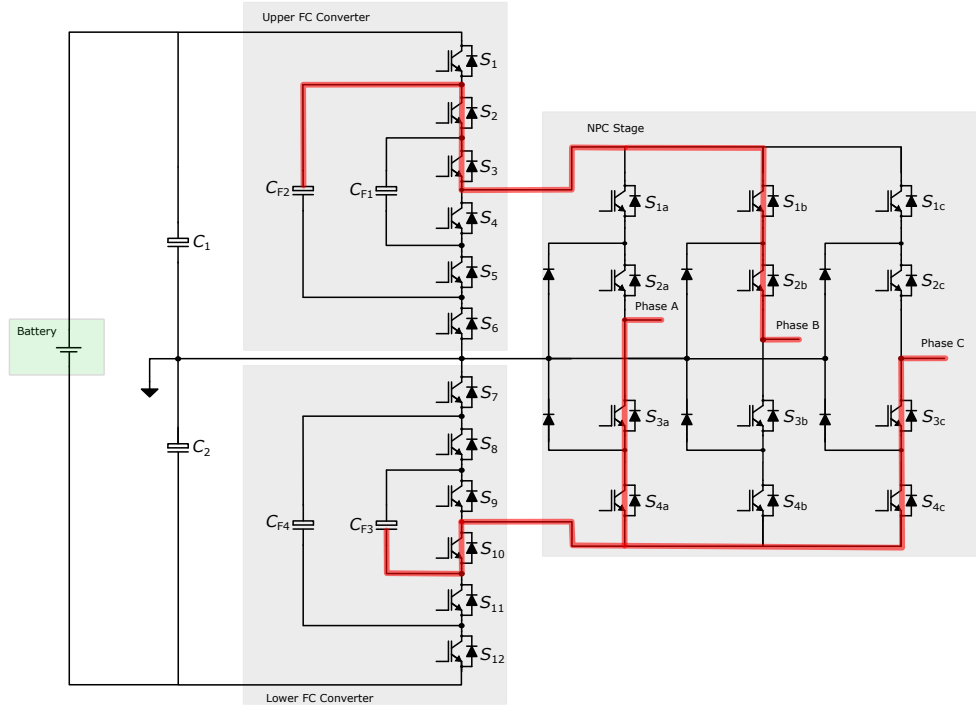 Upper FC Converter
S1
S2
S3
CF2
CF1
S4
S5
S6
C1
Battery
C2
S7
S8
S9
CF4
CF3
S10
S11
S12
Lower FC Converter
NPC Stage
S1a
S1b
S1c
S2a
S2b
S2c
Phase A
Phase B
Phase C
S3a
S3b
S3c
S4a
S4b
S4c